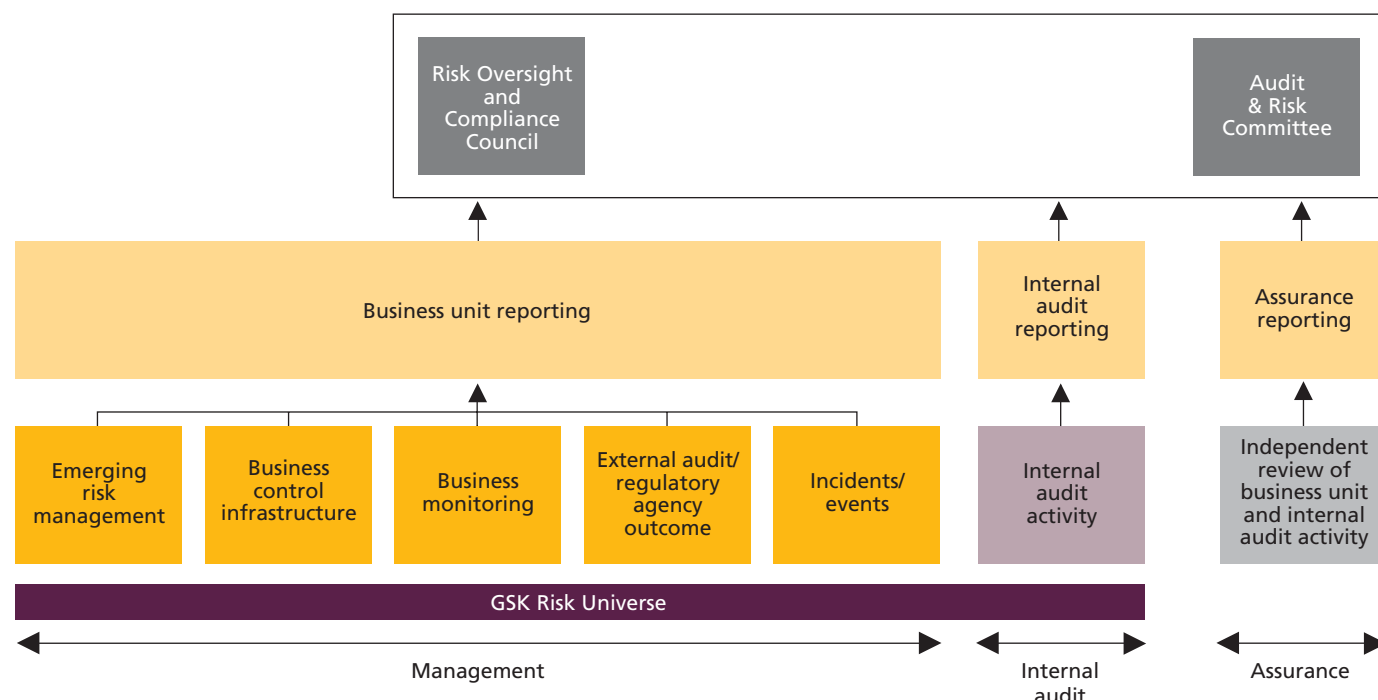 Risk Oversight
and
Compliance
Council
Audit
& Risk
Committee
Business unit reporting
Internal
audit
reporting
Assurance
reporting
Emerging
risk
management
Business
control
infrastructure
Business
monitoring
External audit/
regulatory
agency
outcome
Incidents/
events
Internal
audit
activity
Independent
review of
business unit
and internal
audit activity
GSK Risk Universe
Management
Internal
audit
Assurance